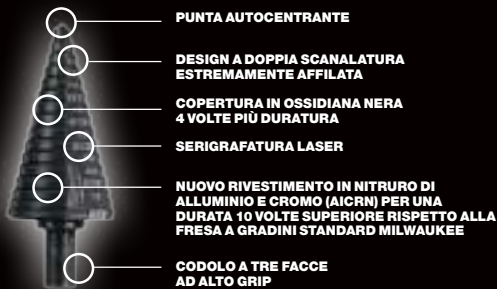 PUNTA AUTOCENTRANTE
DESIGN A DOPPIA SCANALATURA
ESTREMAMENTE AFFILATA
COPERTURA IN OSSIDIANA NERA
4 VOLTE PIÙ DURATURA
SERIGRAFATURA LASER
NUOVO RIVESTIMENTO IN NITRURO DI
ALLUMINIO E CROMO (AICRN) PER UNA
DURATA 10 VOLTE SUPERIORE RISPETTO ALLA
FRESA A GRADINI STANDARD MILWAUKEE
CODOLO A TRE FACCE
AD ALTO GRIP